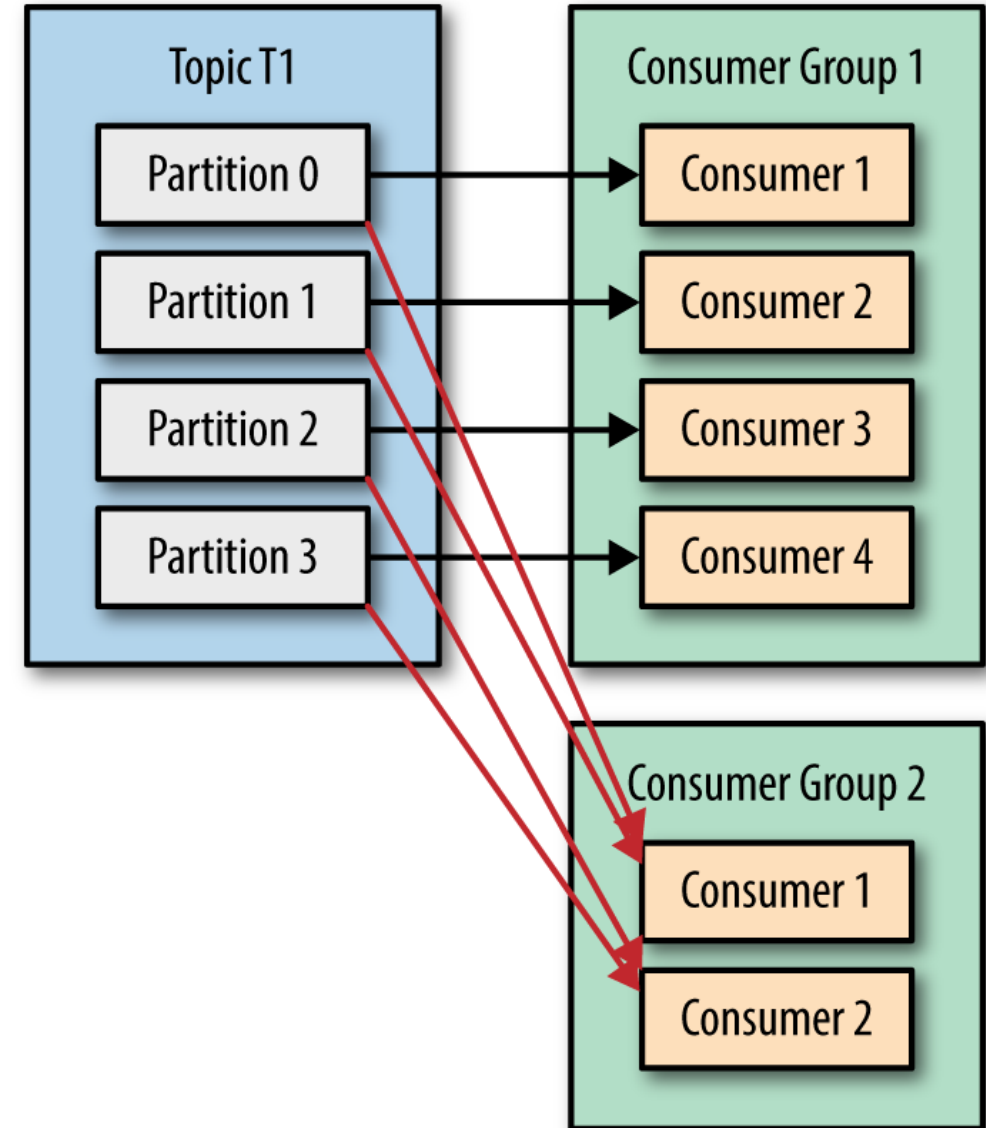 Topic T1
Partition 0
Partition 1
Partition 2
Partition 3
Consumer Group 1
Consumer 1
Consumer 2
Consumer 3
Consumer 4
Consumer Group 2
Consumer 1
Consumer 2